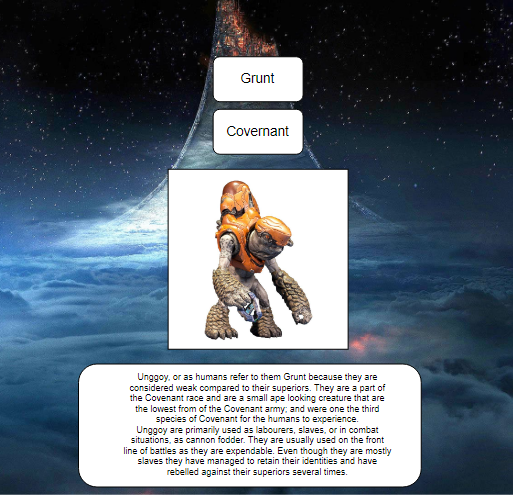 Grunt
Covernant
Unggoy, or as humans refer to them Grunt because they are
considered weak compared to their superiors. They are a part of
the Covenant race and are a small ape looking creature that are
the lowest from of the Covenant army; and were one the third
species of Covenant for the humans to experience.
Unggoy are primarily used as labourers, slaves, or in combat
situations, as cannon fodder. They are usually used on the front
line of battles as they are expendable. Even though they are mostly
slaves they have managed to retain their identities and have
rebelled against their superiors several times.